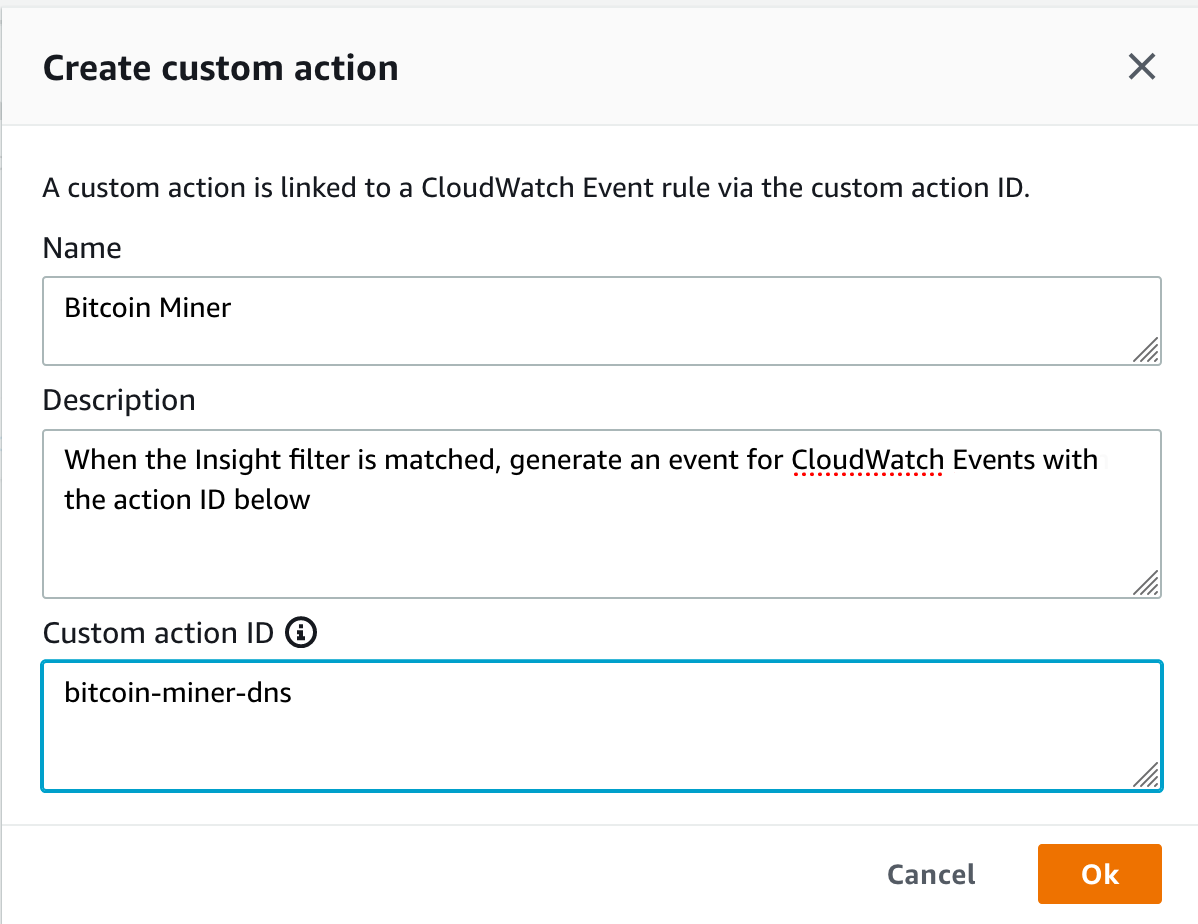 Create custom action
A custom action is linked to a CloudWatch Event rule via the custom action ID.
Name
Bitcoin Miner
Description
When the Insight filter is matched, generate an event for CloudWatch Events with
the action ID below
Custom action ID
bitcoin-miner-dns
Cancel
Ok